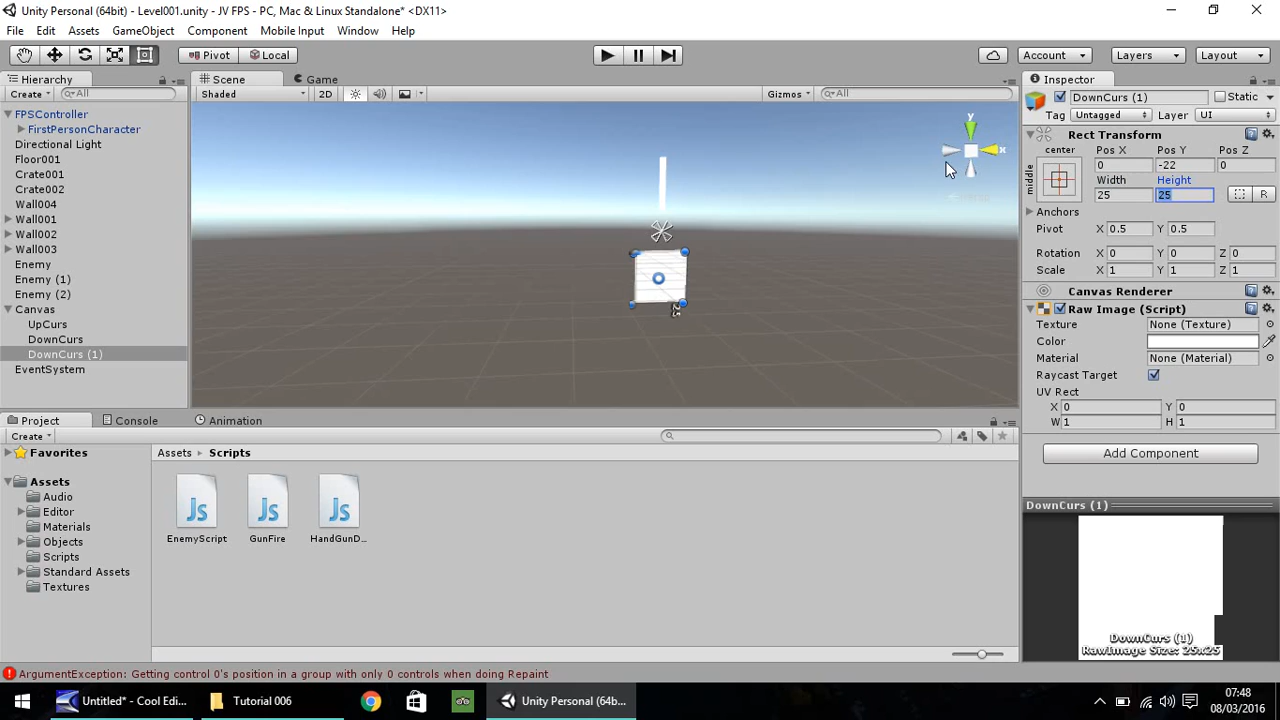 Unity Personal (64bit) - Level001.unity - JV FPS - PC, Mac & Linux Standalone* <DX11>
File Edit Assets GameObject Component Mobile Input Window Help
Pivot Local Account Layers Layout
Hierarchy Scene Game Inspector
Create All Shaded 2D Gizmos All DownCurs (1) Static
Tag Untagged Layer UI
FPSController
FirstPersonCharacter
Directional Light
Floor001
Crate001
Crate002
Wall004
Wall001
Wall002
Wall003
Enemy
Enemy (1)
Enemy (2)
Canvas
UpCurs
DownCurs
DownCurs (1)
EventSystem
y
x
Rect Transform
center Pos X Pos Y Pos Z
middle 0 -22 0
Width Height
25 25 R
Anchors
Pivot X 0.5 Y 0.5
Rotation X 0 Y 0 Z 0
Scale X 1 Y 1 Z 1
Canvas Renderer
Raw Image (Script)
Texture None (Texture)
Color
Material None (Material)
Raycast Target
UV Rect
X 0 Y 0
W 1 H 1
Add Component
Project Console Animation
Create
Favorites
Assets
Audio
Editor
Materials
Objects
Scripts
Standard Assets
Textures
Assets Scripts
Js Js Js
EnemyScript GunFire HandGunD...
DownCurs (1)
DownCurs (1)
RawImage Size: 25x25
ArgumentException: Getting control 0's position in a group with only 0 controls when doing Repaint
Untitled* - Cool Edi... Tutorial 006 Unity Personal (64b... 07:48
08/03/2016